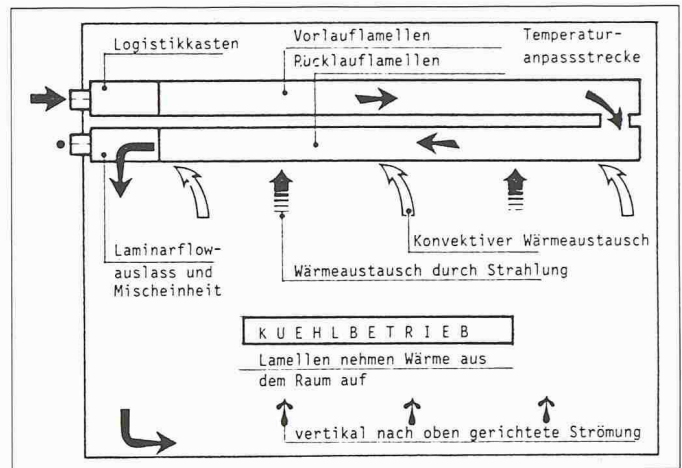 Logistikkasten
Vorlauflamellen
Rücklauflamellen
Temperatur-
anpassstrecke
Laminarflow-
auslass und
Mischeinheit
Konvektiver Wärmeaustausch
Wärmeaustausch durch Strahlung
KUEHLBETRIEB
Lamellen nehmen Wärme aus
dem Raum auf
vertikal nach oben gerichtete Strömung